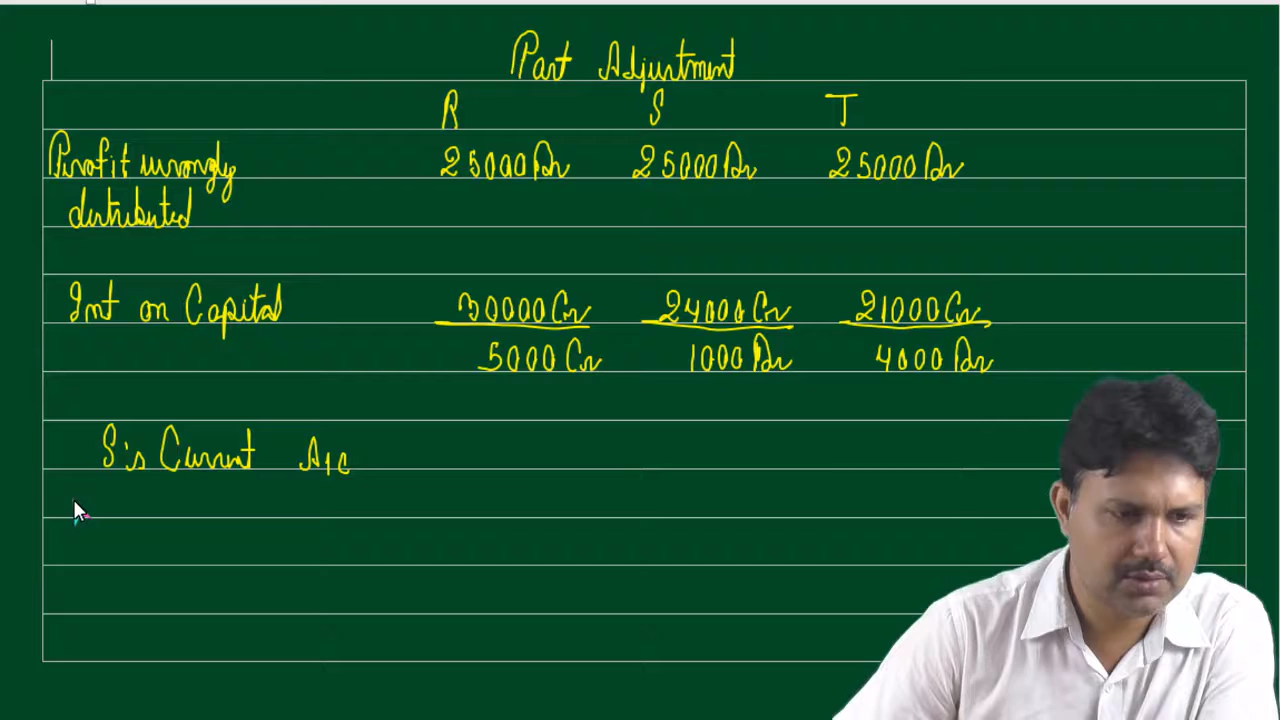 Part Adjustment
R S T
Profit wrongly 25000 Dr 25000 Dr 25000 Dr
distributed
Int on Capital 30000 Cr 24000 Cr 21000 Cr
5000 Cr 1000 Dr 4000 Dr
S's Current A/c